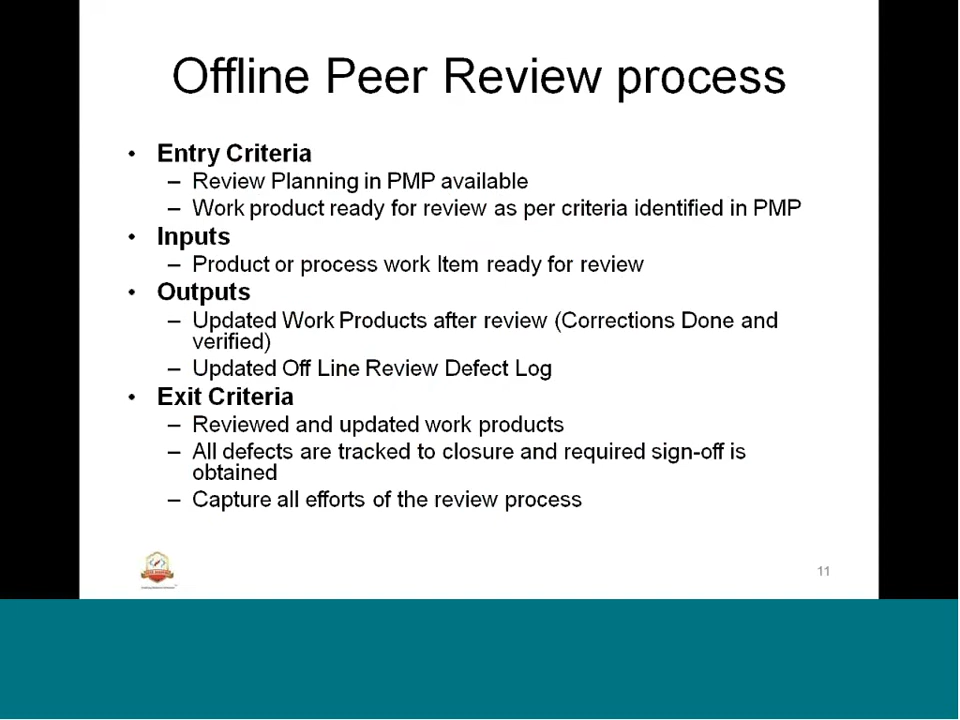 Offline Peer Review process
• Entry Criteria
– Review Planning in PMP available
– Work product ready for review as per criteria identified in PMP
• Inputs
– Product or process work Item ready for review
• Outputs
– Updated Work Products after review (Corrections Done and
verified)
– Updated Off Line Review Defect Log
• Exit Criteria
– Reviewed and updated work products
– All defects are tracked to closure and required sign-off is
obtained
– Capture all efforts of the review process
11